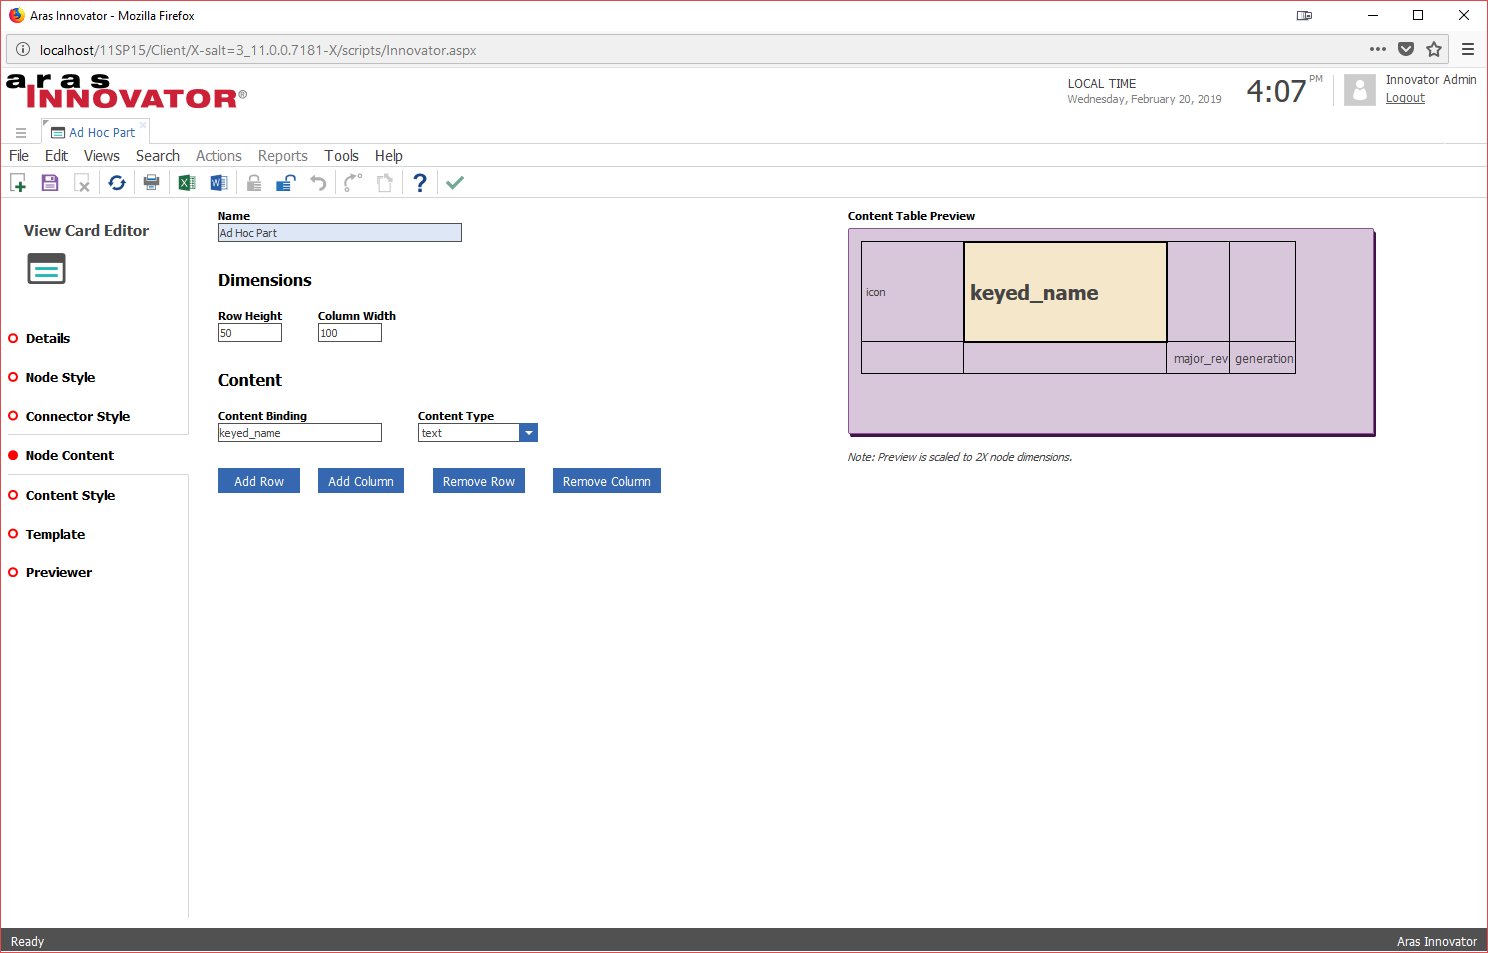 Aras Innovator - Mozilla Firefox
localhost/11SP15/Client/X-salt=3_11.0.0.7181-X/scripts/Innovator.aspx
aras
INNOVATOR®
LOCAL TIME
Wednesday, February 20, 2019
4:07 PM
Innovator Admin
Logout
Ad Hoc Part
File Edit Views Search Actions Reports Tools Help
View Card Editor
Details
Node Style
Connector Style
Node Content
Content Style
Template
Previewer
Name
Ad Hoc Part
Dimensions
Row Height Column Width
50 100
Content
Content Binding Content Type
keyed_name text
Add Row Add Column Remove Row Remove Column
Content Table Preview
icon keyed_name
major_rev generation
Note: Preview is scaled to 2X node dimensions.
Ready Aras Innovator